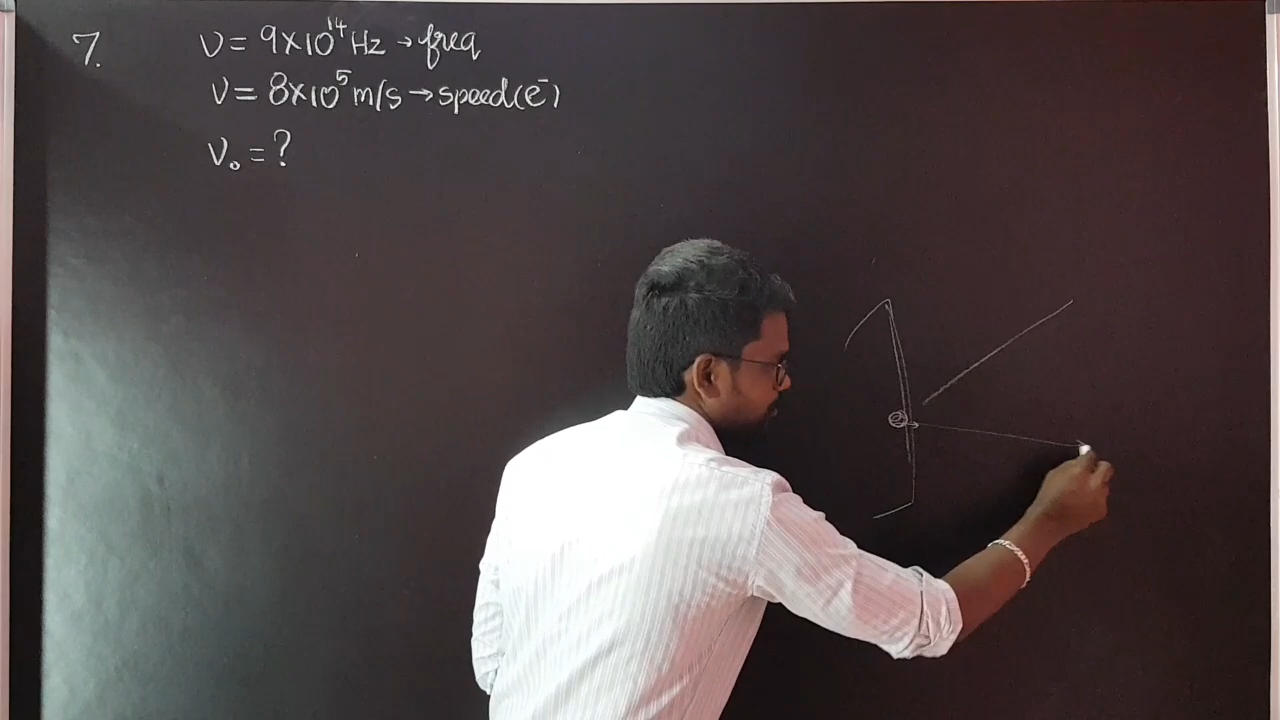 7. ν = 9×10¹⁴ Hz → freq
v = 8×10⁵ m/s → speed(e⁻)
ν₀ = ?